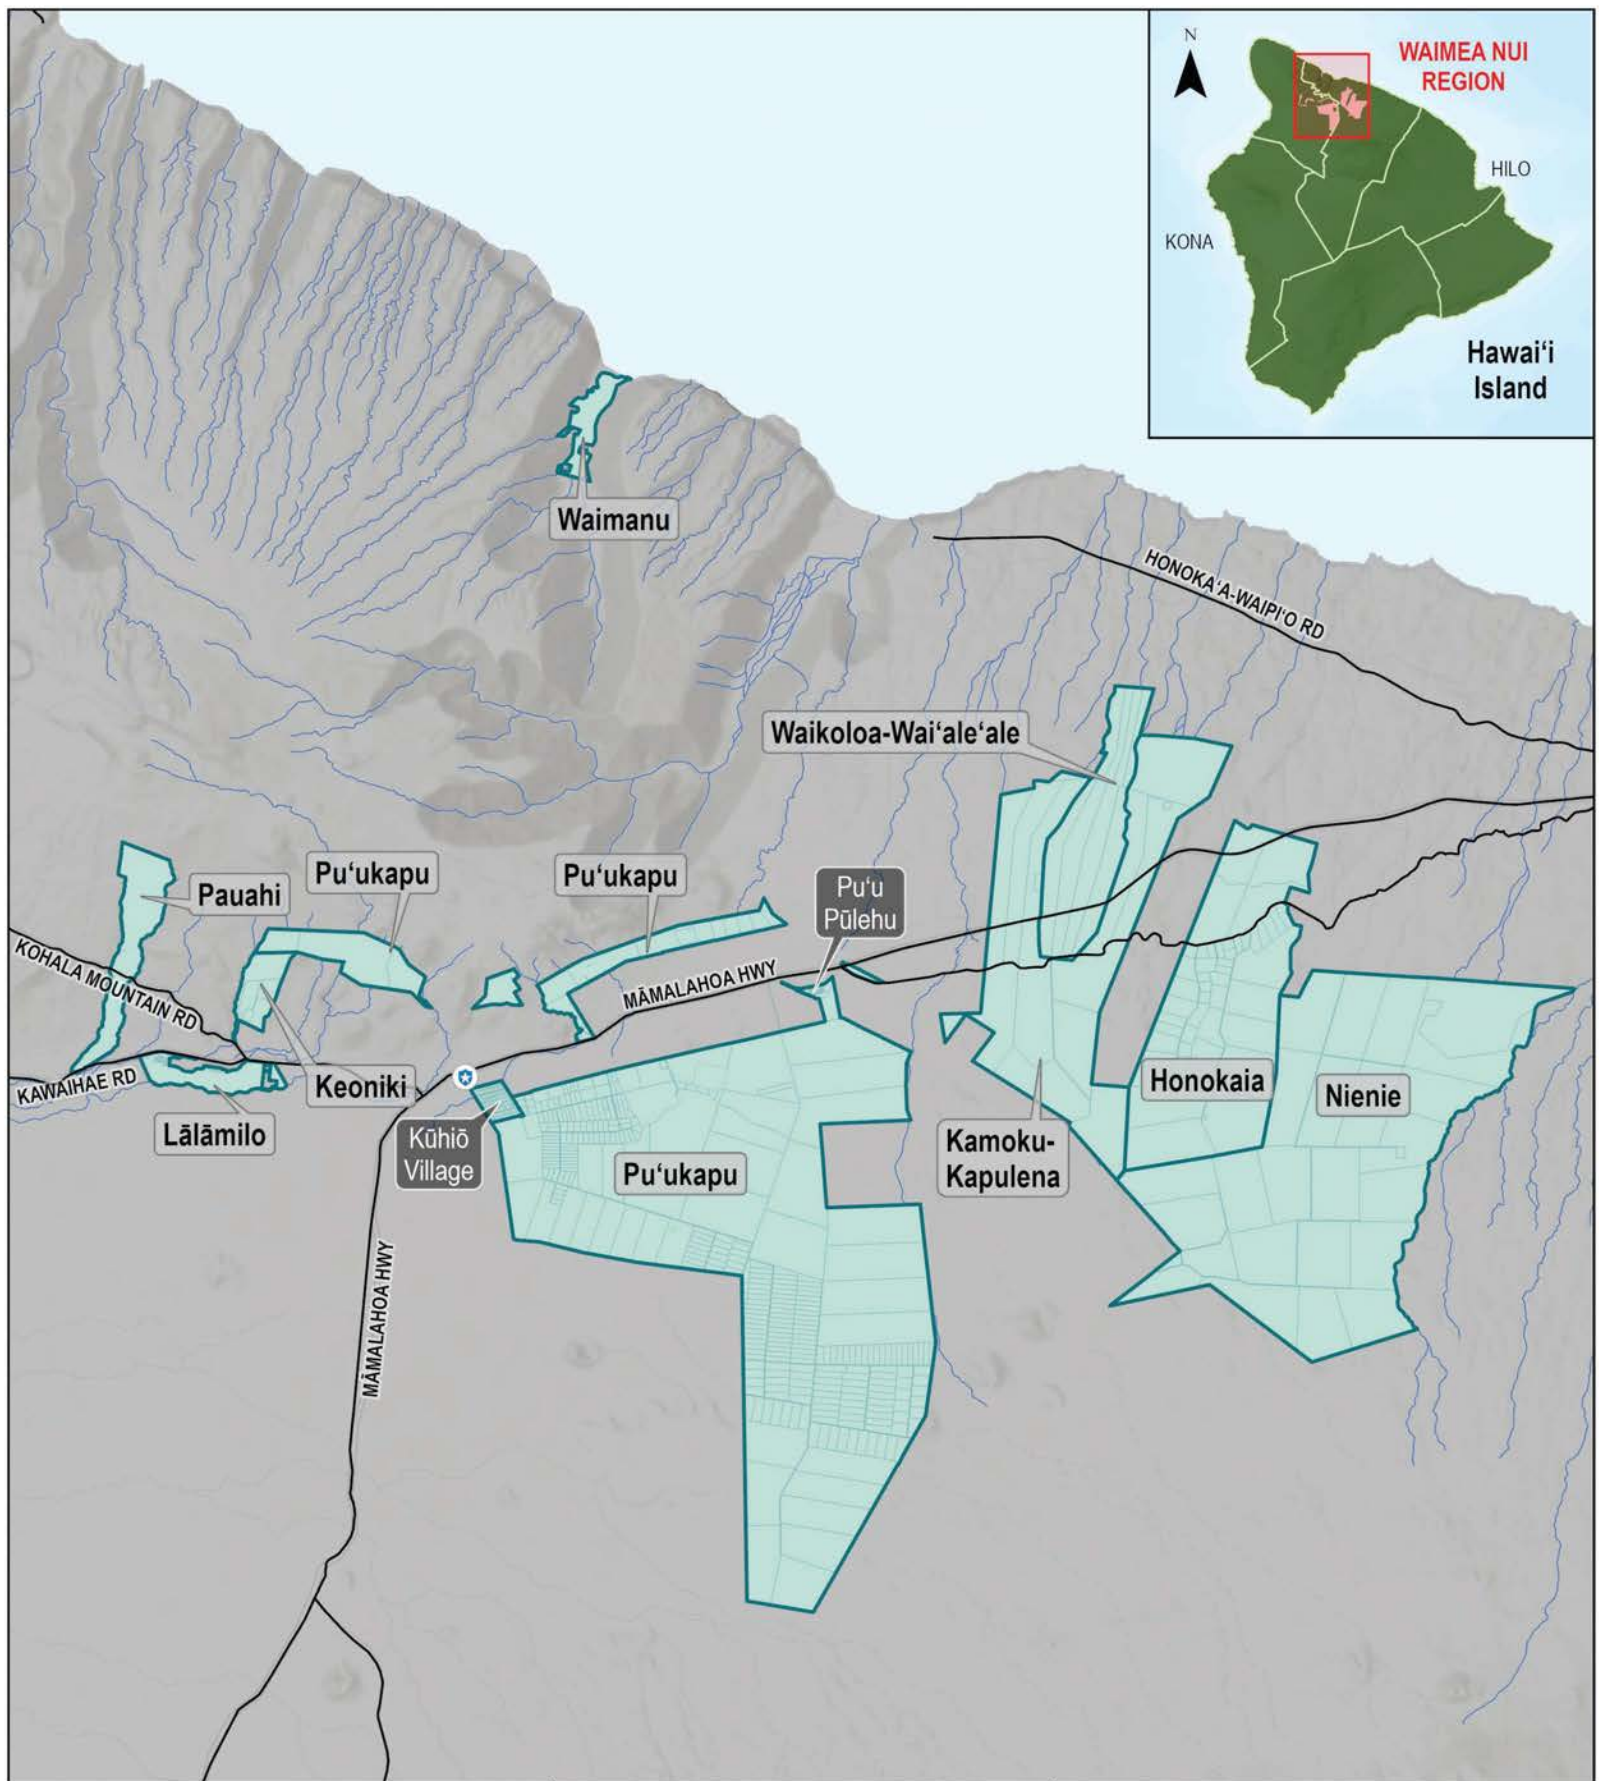 N
WAIMEA NUI
REGION
HILO
KONA
Hawai‘i
Island
Waimanu
HONOKA‘A-WAIPI‘O RD
Waikoloa-Wai‘ale‘ale
Pu‘ukapu
Pu‘ukapu
Pauahi
Pu‘u
Pūlehu
KOHALA MOUNTAIN RD
MĀMALAHOA HWY
KAWAIHAE RD
Keoniki
Lālāmilo
Kūhiō
Village
Pu‘ukapu
Kamoku-
Kapulena
Honokaia
Nienie
MĀMALAHOA HWY